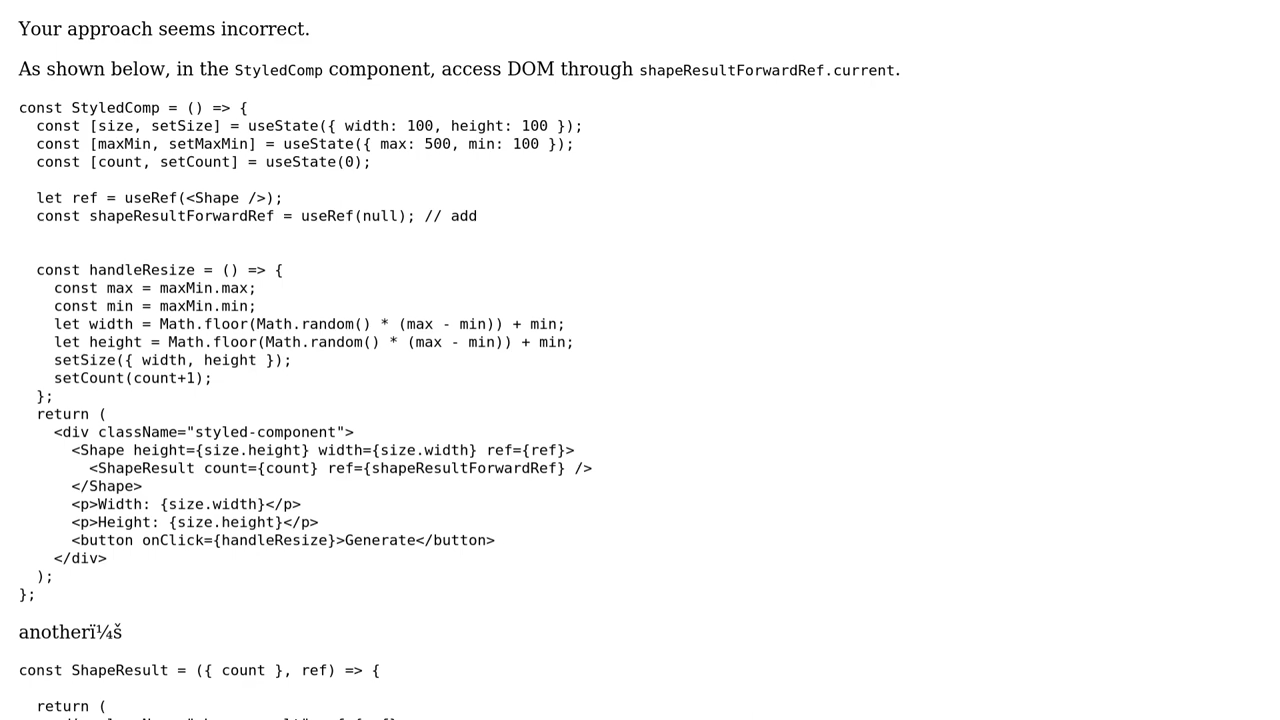 Your approach seems incorrect.
As shown below, in the StyledComp component, access DOM through shapeResultForwardRef.current.
const StyledComp = () => {
  const [size, setSize] = useState({ width: 100, height: 100 });
  const [maxMin, setMaxMin] = useState({ max: 500, min: 100 });
  const [count, setCount] = useState(0);
  let ref = useRef(<Shape />);
  const shapeResultForwardRef = useRef(null); // add
  const handleResize = () => {
    const max = maxMin.max;
    const min = maxMin.min;
    let width = Math.floor(Math.random() * (max - min)) + min;
    let height = Math.floor(Math.random() * (max - min)) + min;
    setSize({ width, height });
    setCount(count+1);
  };
  return (
    <div className="styled-component">
      <Shape height={size.height} width={size.width} ref={ref}>
        <ShapeResult count={count} ref={shapeResultForwardRef} />
      </Shape>
      <p>Width: {size.width}</p>
      <p>Height: {size.height}</p>
      <button onClick={handleResize}>Generate</button>
    </div>
  );
};
anotherï¼š
const ShapeResult = ({ count }, ref) => {
  return (